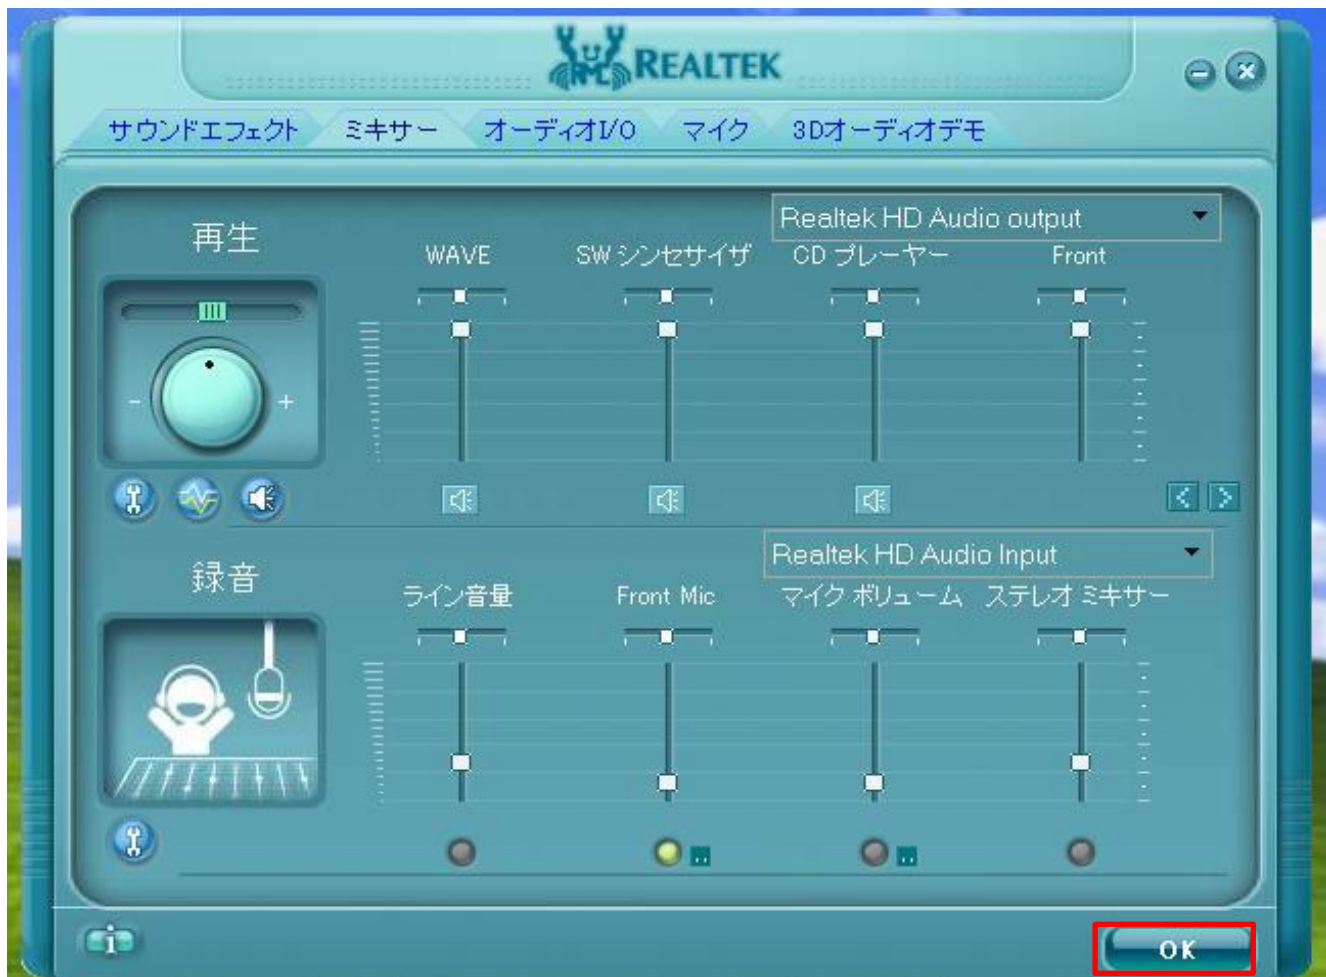 REALTEK
サウンドエフェクト ミキサー オーディオI/O マイク 3Dオーディオデモ
再生
Realtek HD Audio output
WAVE SW シンセサイザ CD プレーヤー Front
- +
録音
Realtek HD Audio Input
ライン音量 Front Mic マイク ボリューム ステレオ ミキサー
i
OK